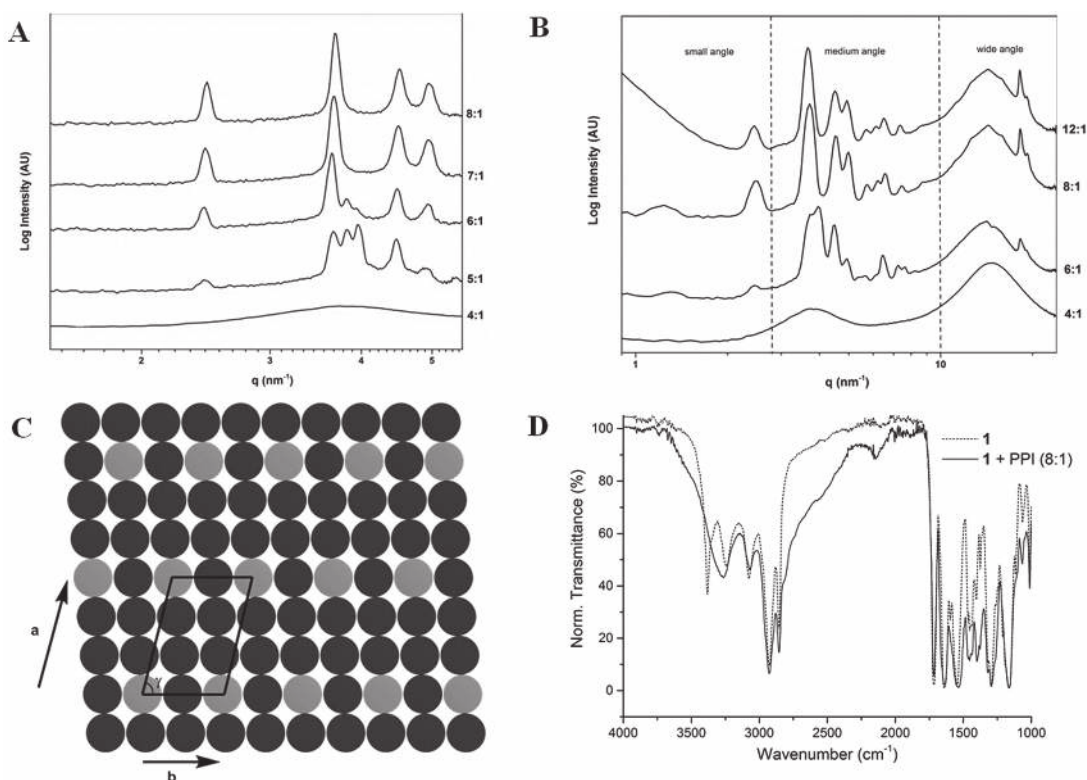 A
Log Intensity (AU)
8:1
7:1
6:1
5:1
4:1
2
3
4
5
q (nm⁻¹)
B
small angle
medium angle
wide angle
Log Intensity (AU)
12:1
8:1
6:1
4:1
1
10
q (nm⁻¹)
C
a
γ
b
D
Norm. Transmittance (%)
100
80
60
40
20
0
1
1 + PPI (8:1)
4000
3500
3000
2500
2000
1750
1500
1250
1000
Wavenumber (cm⁻¹)